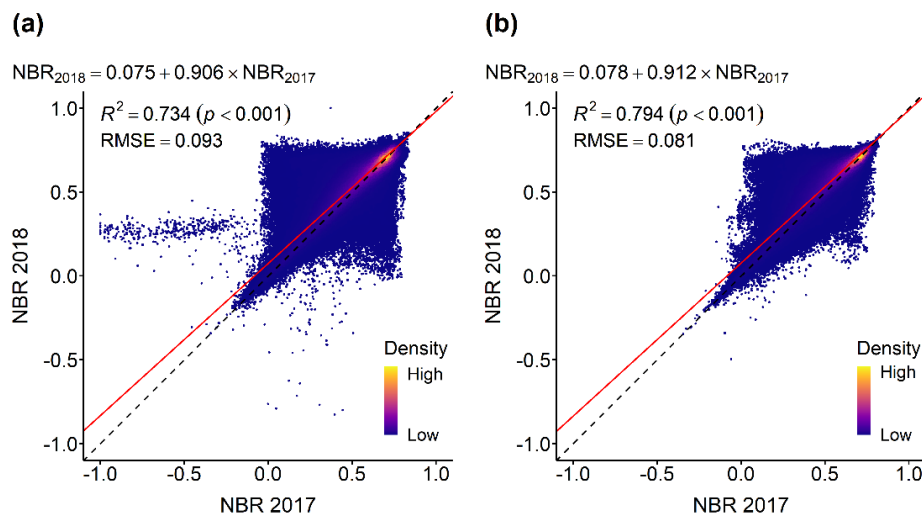 (a)
NBR₂₀₁₈ = 0.075 + 0.906 × NBR₂₀₁₇
R² = 0.734 (p < 0.001)
RMSE = 0.093
1.0
0.5
0.0
-0.5
-1.0
NBR 2018
Density
High
Low
-1.0 -0.5 0.0 0.5 1.0
NBR 2017
(b)
NBR₂₀₁₈ = 0.078 + 0.912 × NBR₂₀₁₇
R² = 0.794 (p < 0.001)
RMSE = 0.081
1.0
0.5
0.0
-0.5
-1.0
NBR 2018
Density
High
Low
-1.0 -0.5 0.0 0.5 1.0
NBR 2017